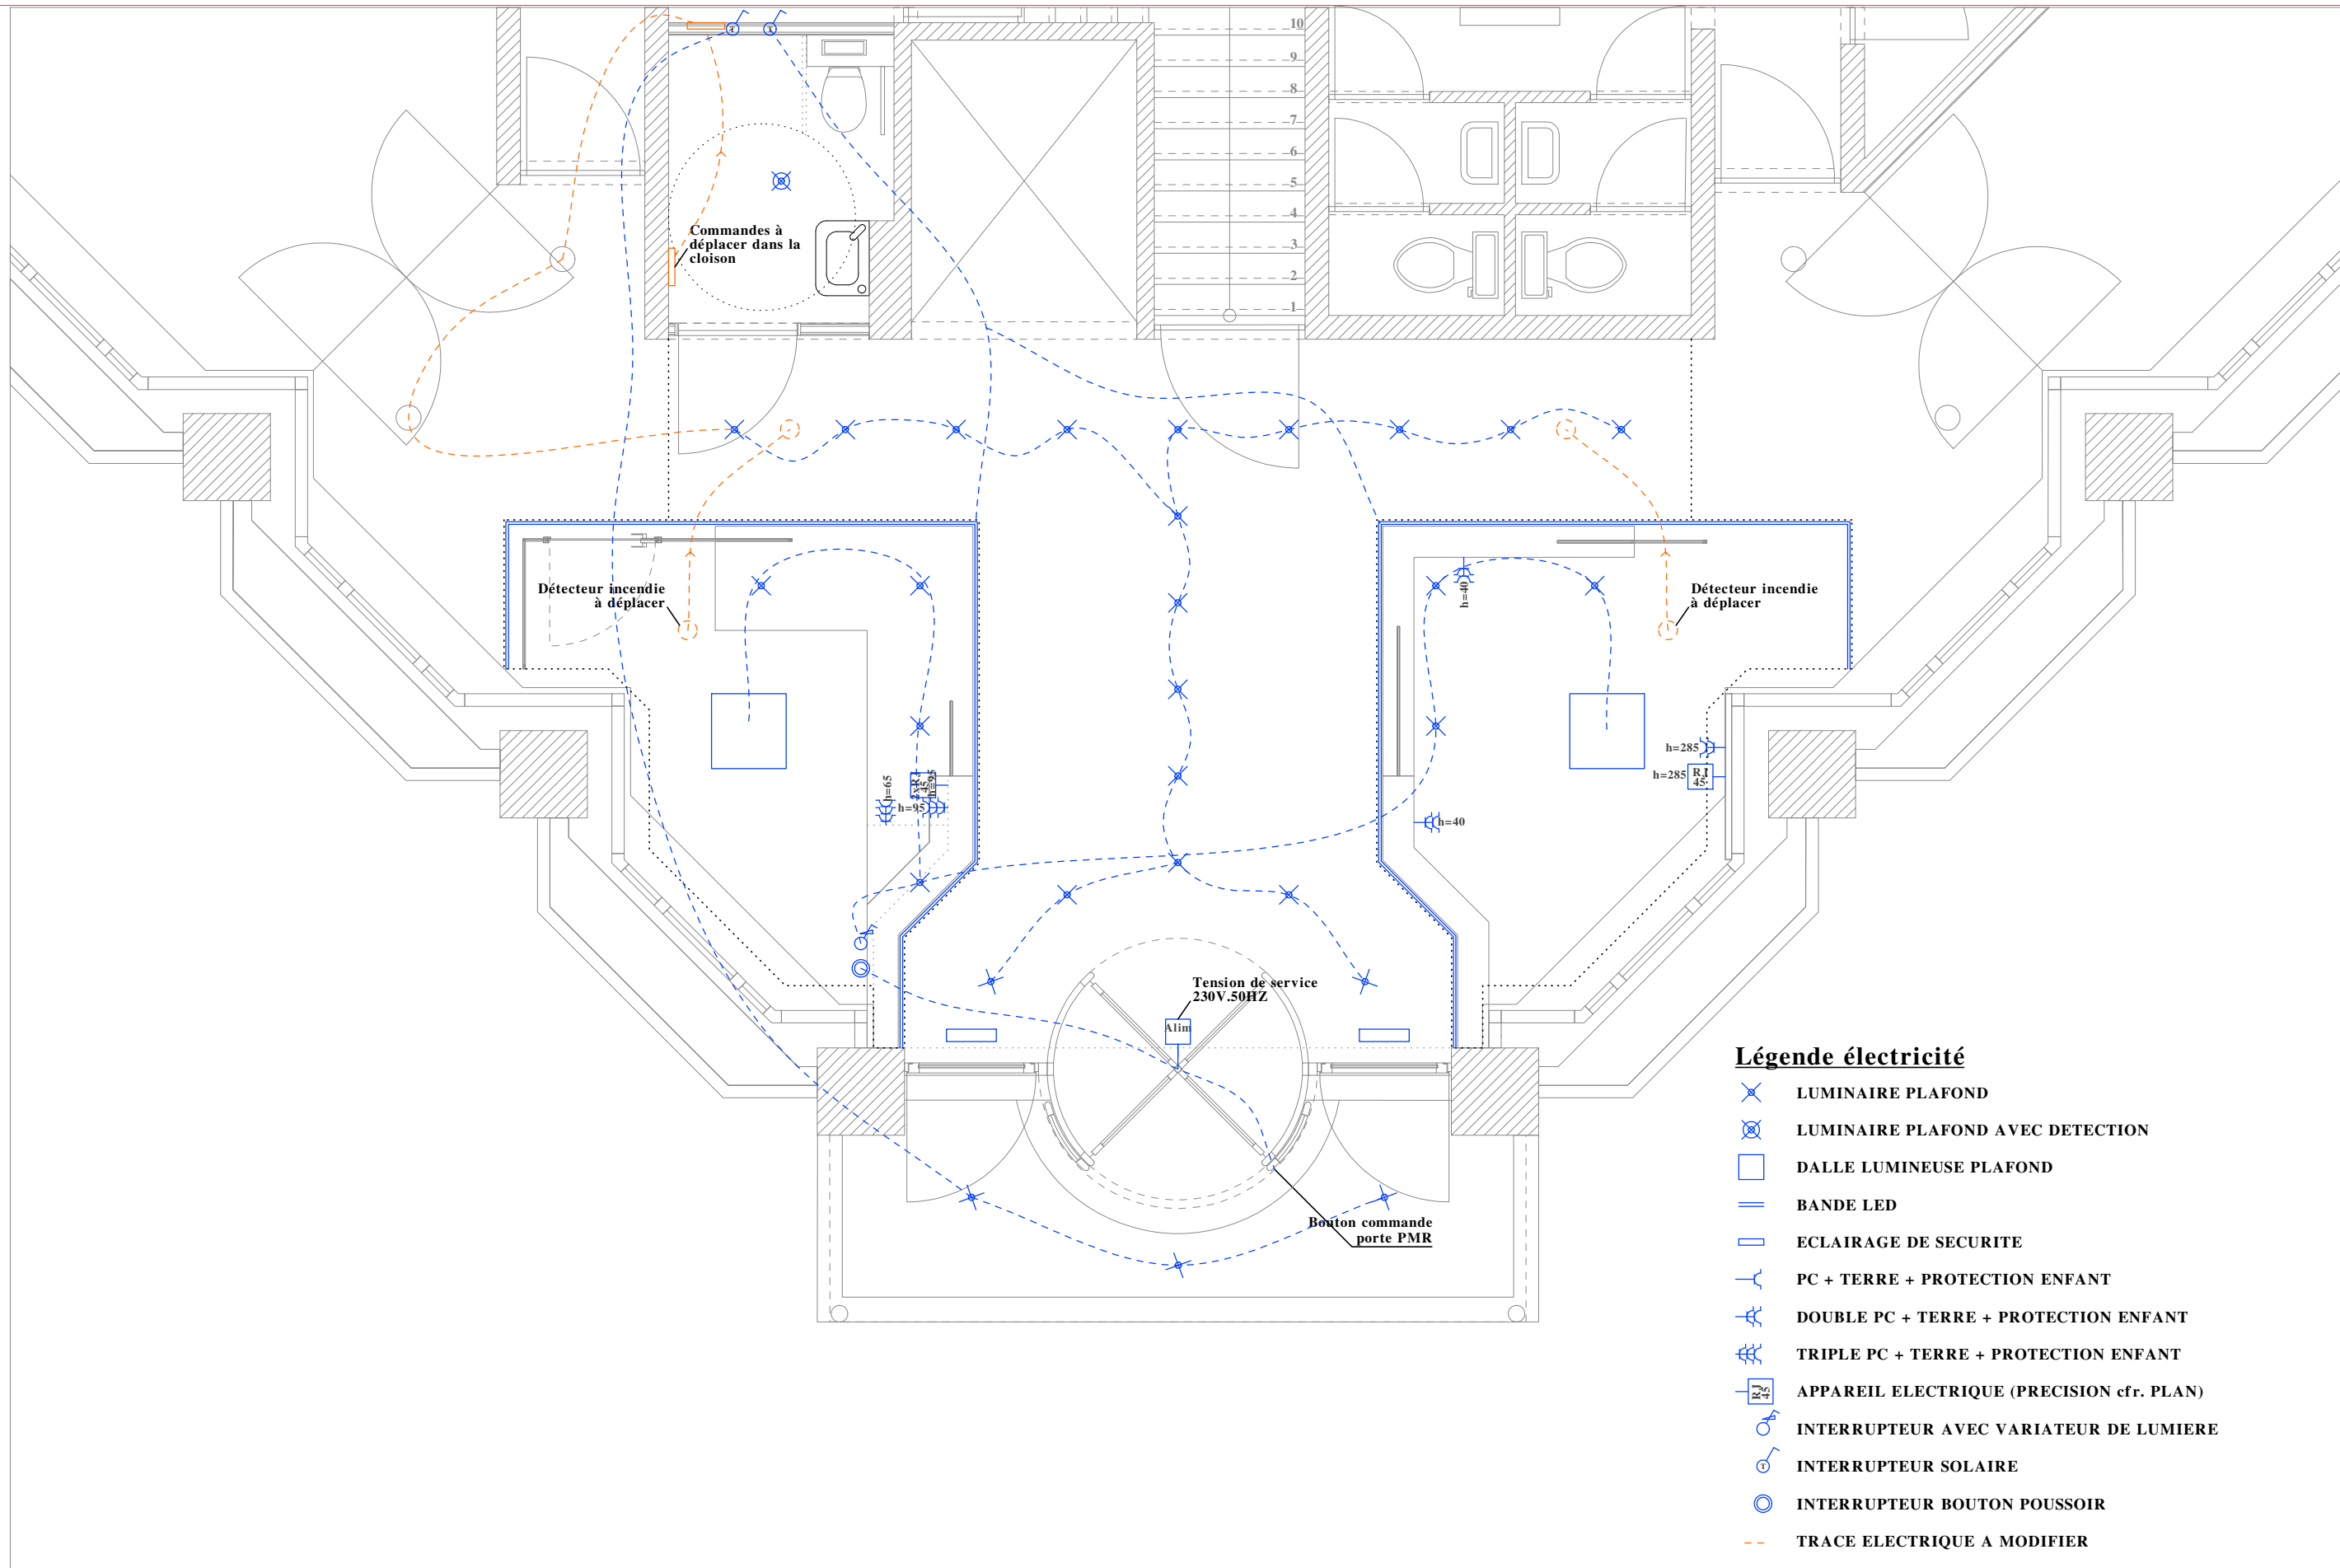 10
9
8
7
6
5
4
3
2
1
T
T
Commandes à
déplacer dans la
cloison
Détecteur incendie
à déplacer
Détecteur incendie
à déplacer
h=40
h=285
h=285
RJ
45
h=65
2xRJ
45
h=95
h=95
h=40
Tension de service
230V.50HZ
Alim
Bouton commande
porte PMR
Légende électricité
LUMINAIRE PLAFOND
LUMINAIRE PLAFOND AVEC DETECTION
DALLE LUMINEUSE PLAFOND
BANDE LED
ECLAIRAGE DE SECURITE
PC + TERRE + PROTECTION ENFANT
DOUBLE PC + TERRE + PROTECTION ENFANT
TRIPLE PC + TERRE + PROTECTION ENFANT
RJ
45
APPAREIL ELECTRIQUE (PRECISION cfr. PLAN)
INTERRUPTEUR AVEC VARIATEUR DE LUMIERE
T
INTERRUPTEUR SOLAIRE
INTERRUPTEUR BOUTON POUSSOIR
TRACE ELECTRIQUE A MODIFIER